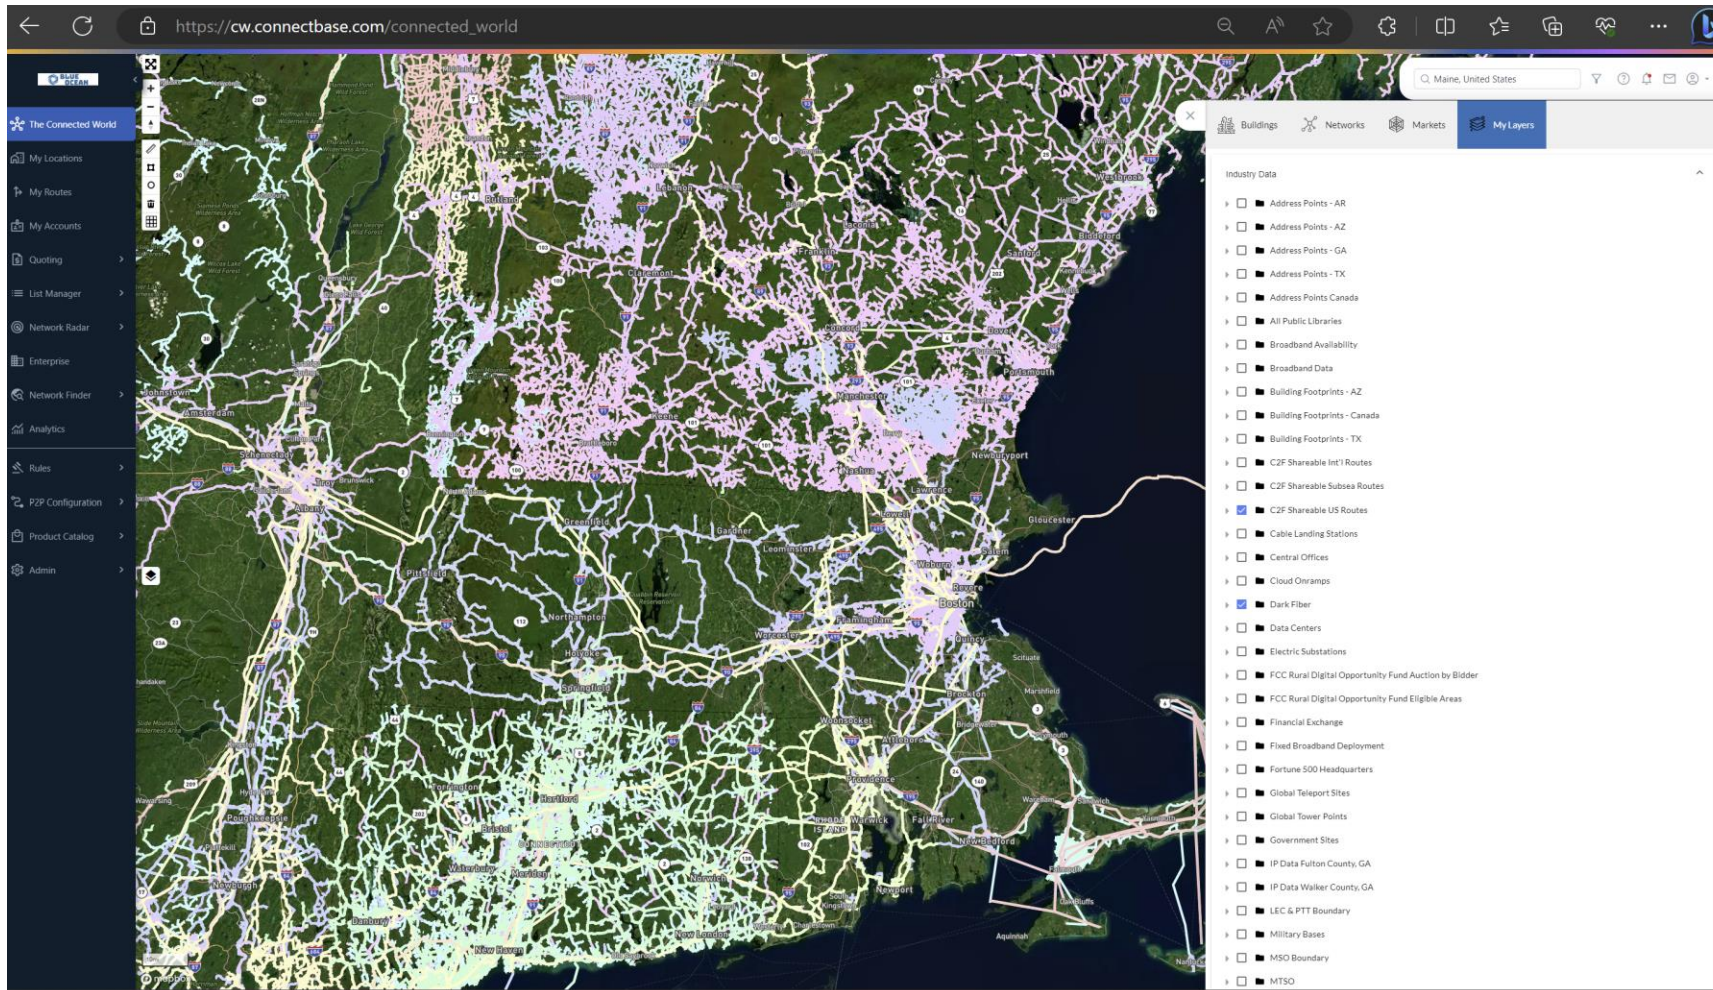 https://cw.connectbase.com/connected_world
BLUE OCEAN
The Connected World
My Locations
My Routes
My Accounts
Quoting
List Manager
Network Radar
Enterprise
Network Finder
Analytics
Rules
P2P Configuration
Product Catalog
Admin
Maine, United States
Buildings
Networks
Markets
My Layers
Industry Data
Address Points - AR
Address Points - AZ
Address Points - GA
Address Points - TX
Address Points Canada
All Public Libraries
Broadband Availability
Broadband Data
Building Footprints - AZ
Building Footprints - Canada
Building Footprints - TX
C2F Shareable Int'l Routes
C2F Shareable Subsea Routes
C2F Shareable US Routes
Cable Landing Stations
Central Offices
Cloud Onramps
Dark Fiber
Data Centers
Electric Substations
FCC Rural Digital Opportunity Fund Auction by Bidder
FCC Rural Digital Opportunity Fund Eligible Areas
Financial Exchange
Fixed Broadband Deployment
Fortune 500 Headquarters
Global Teleport Sites
Global Tower Points
Government Sites
IP Data Fulton County, GA
IP Data Walker County, GA
LEC & PTT Boundary
Military Bases
MSO Boundary
MTSO
Rutland
Lebanon
Westbrook
Biddeford
Laconia
Sanford
Franklin
Claremont
Concord
Dover
Portsmouth
Manchester
Keene
Nashua
Newburyport
Lawrence
Lowell
Gloucester
Salem
Woburn
Revere
Boston
Framingham
Quincy
Worcester
Leominster
Gardner
Greenfield
Pittsfield
Northampton
Holyoke
Springfield
Johnstown
Amsterdam
Schenectady
Troy
Brunswick
Albany
Scituate
Marshfield
Brockton
Woonsocket
Attleboro
Providence
RHODE ISLAND
Warwick
Fall River
New Bedford
Newport
Torrington
Hartford
Bristol
Waterbury
Meriden
Norwich
New London
New Haven
Danbury
Poughkeepsie
Newburgh
Aquinnah
mapbox